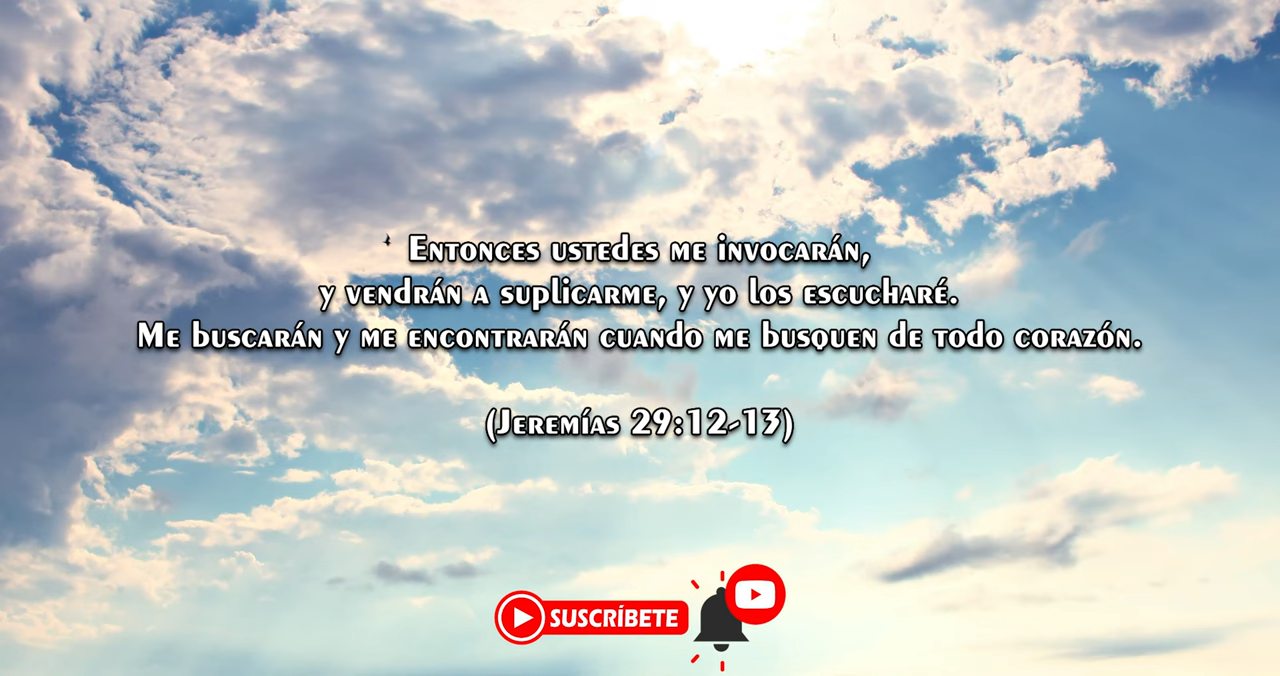 Entonces ustedes me invocarán,
y vendrán a suplicarme, y yo los escucharé.
Me buscarán y me encontrarán cuando me busquen de todo corazón.
(Jeremías 29:12-13)
SUSCRÍBETE